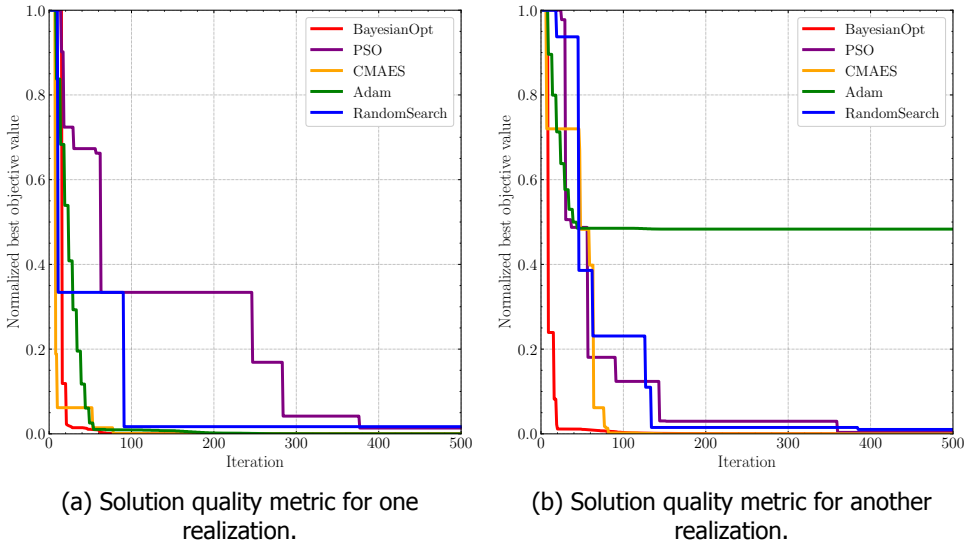 1.0
0.8
0.6
0.4
0.2
0.0
0
100
200
300
400
500
Normalized best objective value
Iteration
BayesianOpt
PSO
CMAES
Adam
RandomSearch
(a) Solution quality metric for one
realization.
1.0
0.8
0.6
0.4
0.2
0.0
0
100
200
300
400
500
Normalized best objective value
Iteration
BayesianOpt
PSO
CMAES
Adam
RandomSearch
(b) Solution quality metric for another
realization.